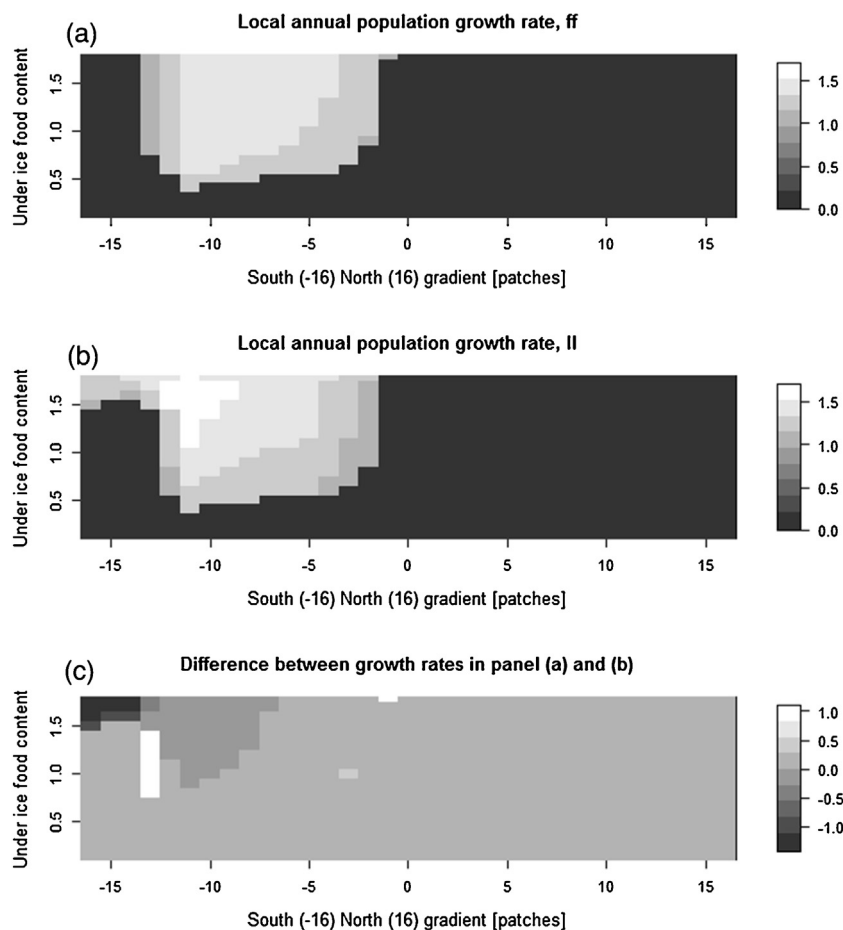 (a)
Local annual population growth rate, ff
Under ice food content
0.5 1.0 1.5
-15 -10 -5 0 5 10 15
South (-16) North (16) gradient [patches]
1.5
1.0
0.5
0.0
(b)
Local annual population growth rate, ll
Under ice food content
0.5 1.0 1.5
-15 -10 -5 0 5 10 15
South (-16) North (16) gradient [patches]
1.5
1.0
0.5
0.0
(c)
Difference between growth rates in panel (a) and (b)
Under ice food content
0.5 1.0 1.5
-15 -10 -5 0 5 10 15
South (-16) North (16) gradient [patches]
1.0
0.5
0.0
-0.5
-1.0